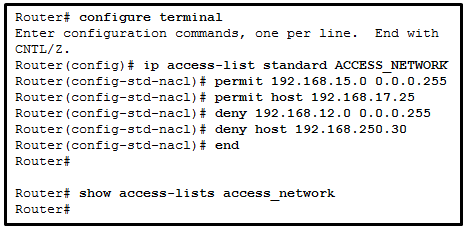 Router# configure terminal
Enter configuration commands, one per line.  End with
CNTL/Z.
Router(config)# ip access-list standard ACCESS_NETWORK
Router(config-std-nacl)# permit 192.168.15.0 0.0.0.255
Router(config-std-nacl)# permit host 192.168.17.25
Router(config-std-nacl)# deny 192.168.12.0 0.0.0.255
Router(config-std-nacl)# deny host 192.168.250.30
Router(config-std-nacl)# end
Router#
Router# show access-lists access_network
Router#